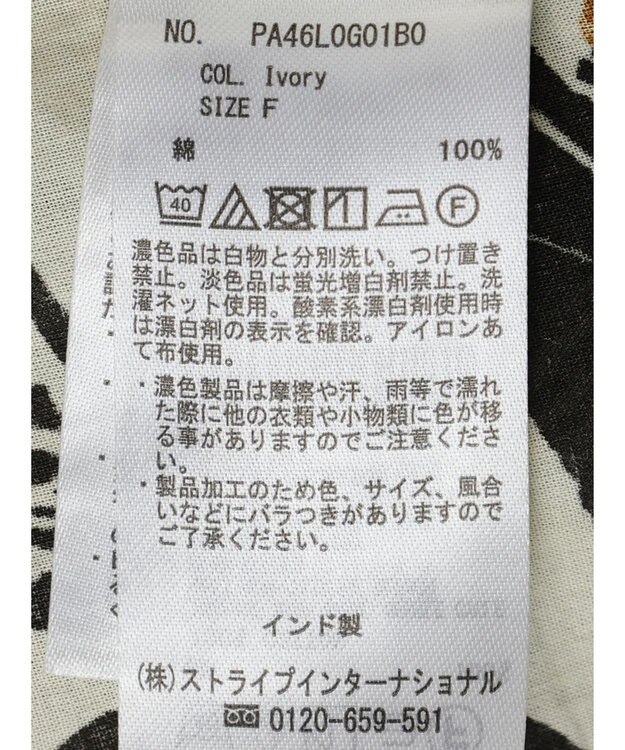 NO. PA46L0G01B0
COL. Ivory
SIZE F
綿 100%
40
F
濃色品は白物と分別洗い。つけ置き
禁止。淡色品は蛍光増白剤禁止。洗
濯ネット使用。酸素系漂白剤使用時
は漂白剤の表示を確認。アイロンあ
て布使用。
・濃色製品は摩擦や汗、雨等で濡れ
た際に他の衣類や小物類に色が移
る事がありますのでご注意くださ
い。
・製品加工のため色、サイズ、風合
いなどにバラつきがありますので
ご了承ください。
インド製
(株)ストライプインターナショナル
0120-659-591